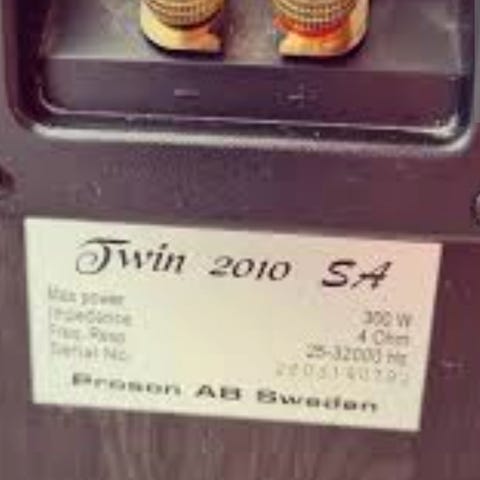 - +
Twin 2010 SA
Max power 300 W
Impedance 4 Ohm
Freq. Resp 25-32000 Hz
Serial No.
Proson AB Sweden